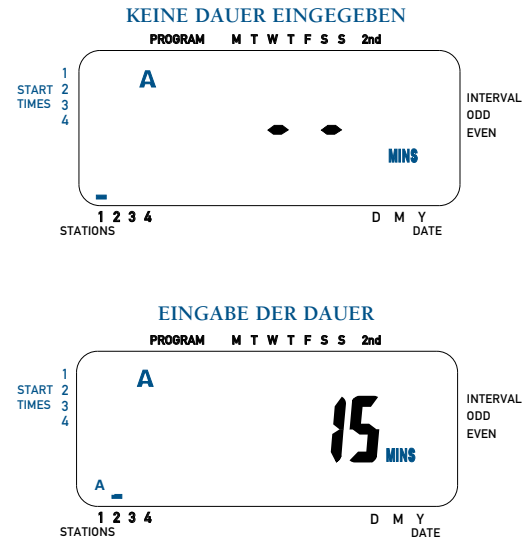 KEINE DAUER EINGEGEBEN
PROGRAM M T W T F S S 2nd
START TIMES 1 2 3 4
A
INTERVAL
ODD
EVEN
- -
MINS
1 2 3 4
STATIONS
D M Y
DATE
EINGABE DER DAUER
PROGRAM M T W T F S S 2nd
START TIMES 1 2 3 4
A
INTERVAL
ODD
EVEN
15 MINS
A
1 2 3 4
STATIONS
D M Y
DATE